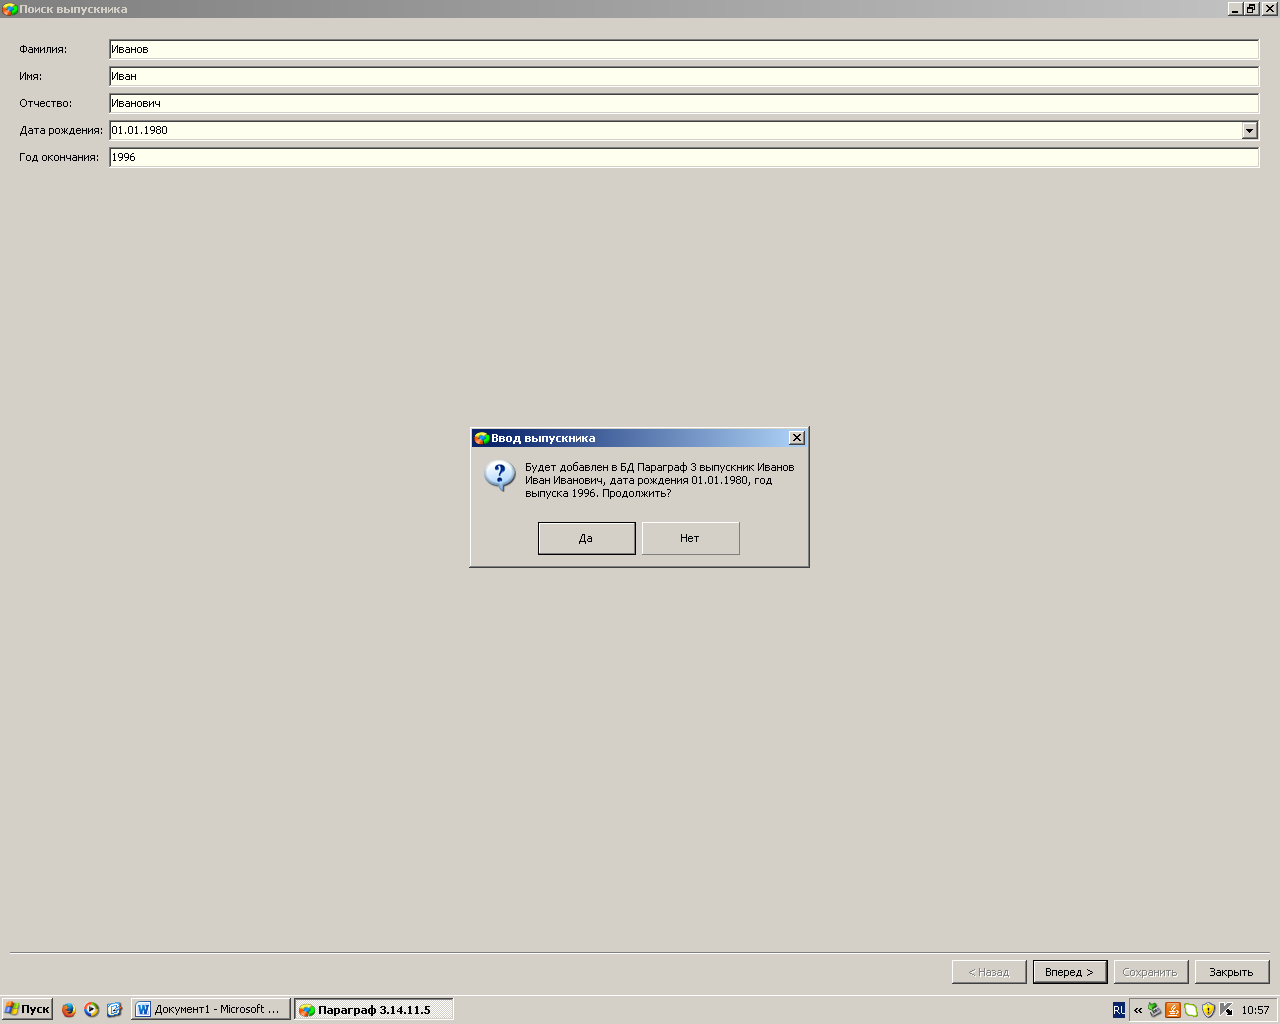 Поиск выпускника
Фамилия: Иванов
Имя: Иван
Отчество: Иванович
Дата рождения: 01.01.1980
Год окончания: 1996
Ввод выпускника
Будет добавлен в БД Параграф 3 выпускник Иванов
Иван Иванович, дата рождения 01.01.1980, год
выпуска 1996. Продолжить?
Да Нет
< Назад Вперед > Сохранить Закрыть
Пуск Документ1 - Microsoft ... Параграф 3.14.11.5 RU « 10:57